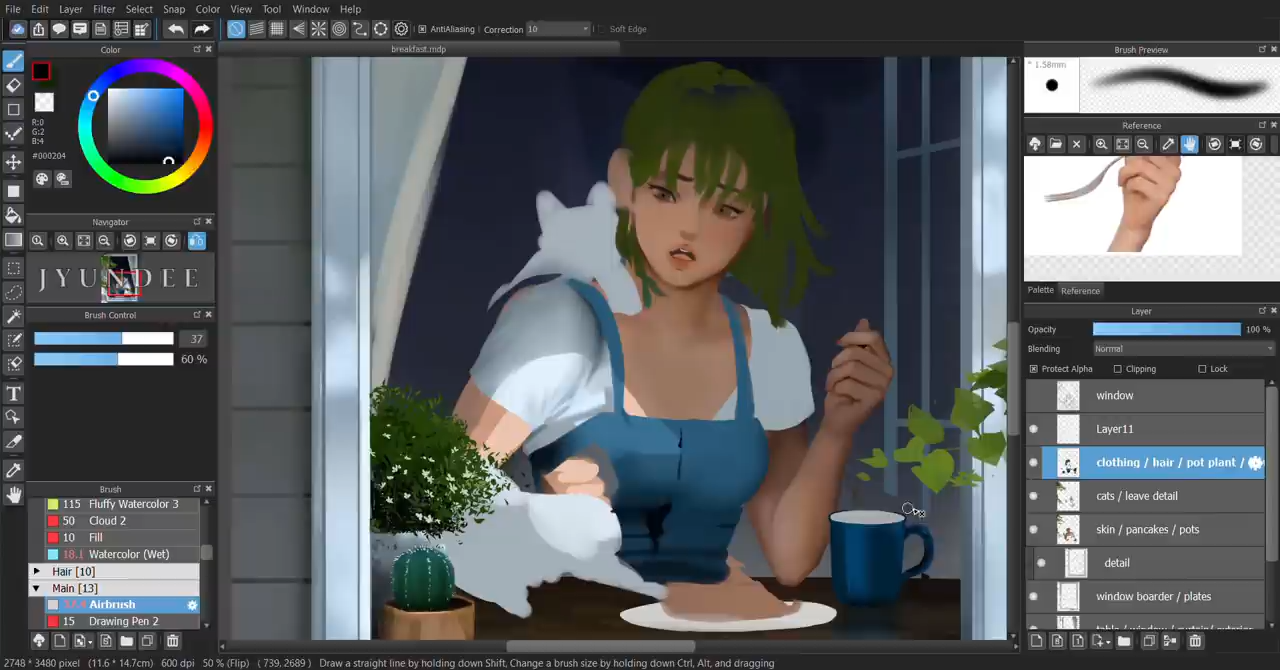 File Edit Layer Filter Select Snap Color View Tool Window Help
AntiAliasing Correction 10 Soft Edge
Color
breakfast.mdp
Brush Preview
* 1.58mm
R:0
G:2
B:4
#000204
Reference
Navigator
JYUNDEE
Palette Reference
Brush Control
37
60 %
Layer
Opacity 100 %
Blending Normal
Protect Alpha Clipping Lock
window
Layer11
clothing / hair / pot plant /
cats / leave detail
skin / pancakes / pots
detail
window boarder / plates
Brush
115 Fluffy Watercolor 3
50 Cloud 2
10 Fill
18.1 Watercolor (Wet)
Hair [10]
Main [13]
Airbrush
15 Drawing Pen 2
2748 * 3480 pixel (11.6 * 14.7cm) 600 dpi 50 % (Flip) ( 739, 2689 ) Draw a straight line by holding down Shift, Change a brush size by holding down Ctrl, Alt, and dragging